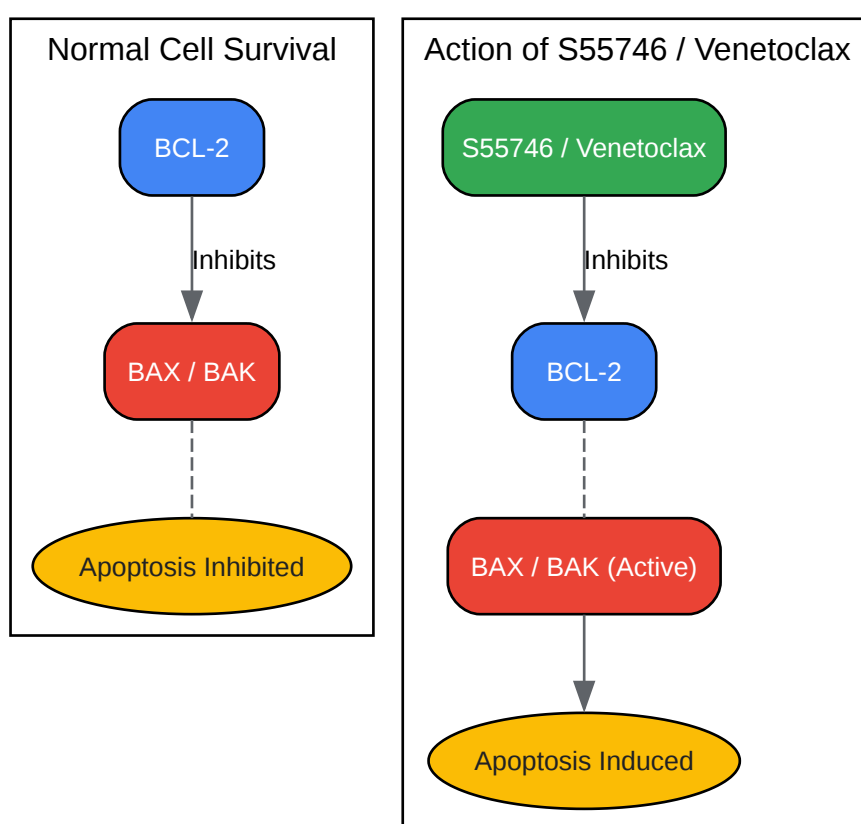 Normal Cell Survival
BCL-2
Inhibits
BAX / BAK
Apoptosis Inhibited
Action of S55746 / Venetoclax
S55746 / Venetoclax
Inhibits
BCL-2
BAX / BAK (Active)
Apoptosis Induced